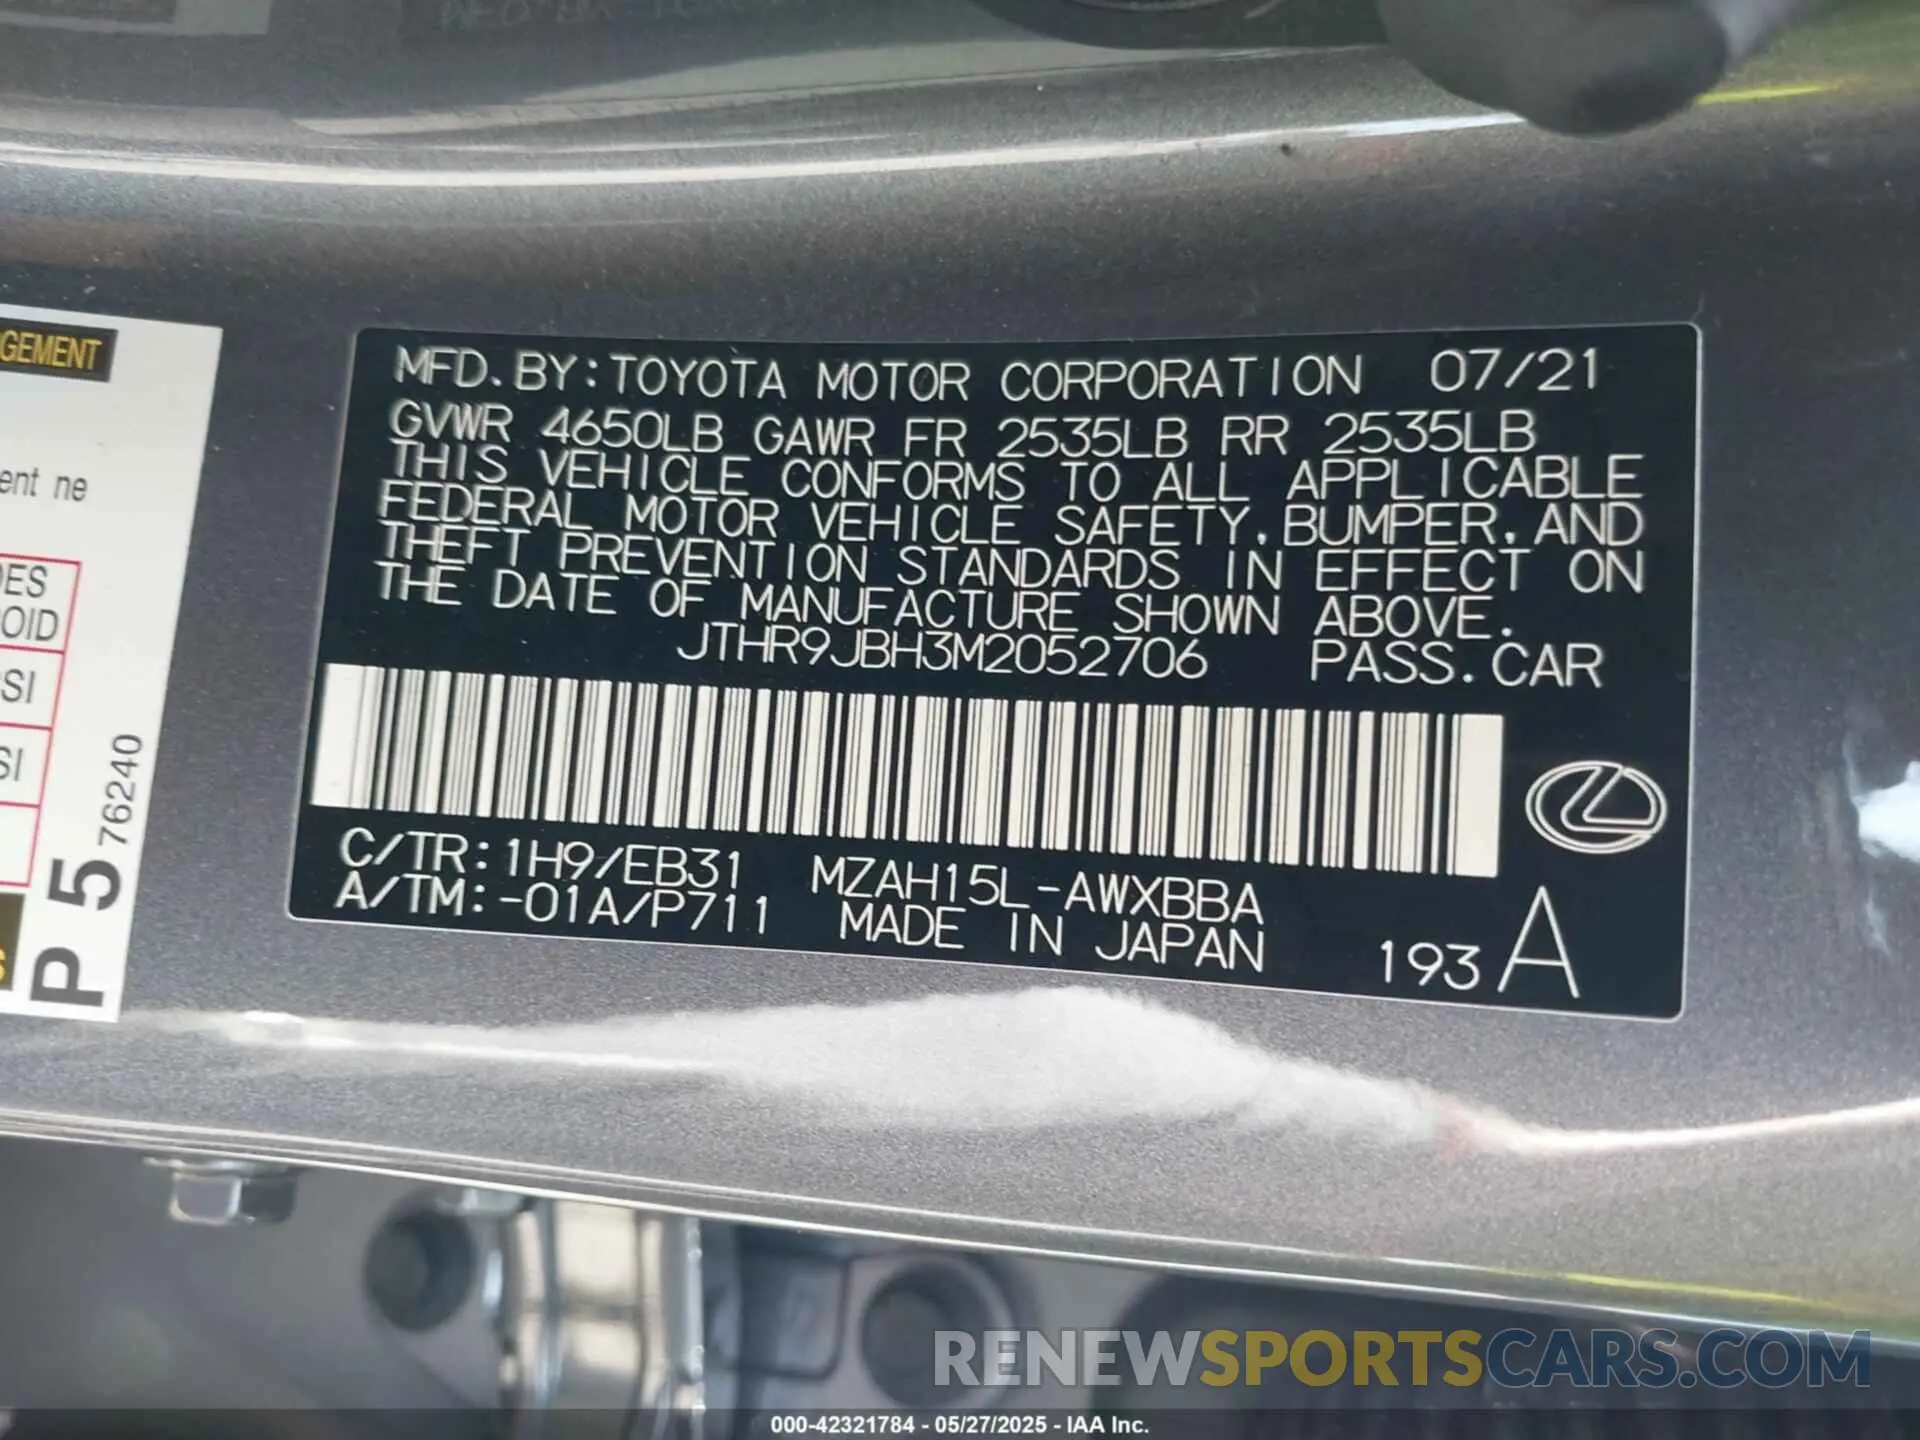 GEMENT
ent ne
DES
OID
SI
SI
P 5 76240
MFD. BY: TOYOTA MOTOR CORPORATION 07/21
GVWR 4650LB GAWR FR 2535LB RR 2535LB
THIS VEHICLE CONFORMS TO ALL APPLICABLE
FEDERAL MOTOR VEHICLE SAFETY, BUMPER, AND
THEFT PREVENTION STANDARDS IN EFFECT ON
THE DATE OF MANUFACTURE SHOWN ABOVE.
JTHR9JBH3M2052706 PASS. CAR
C/TR: 1H9/EB31 MZAH15L-AWXBBA
A/TM: -01A/P711 MADE IN JAPAN 193 A
RENEWSPORTSCARS.COM
000-42321784 - 05/27/2025 - IAA Inc.